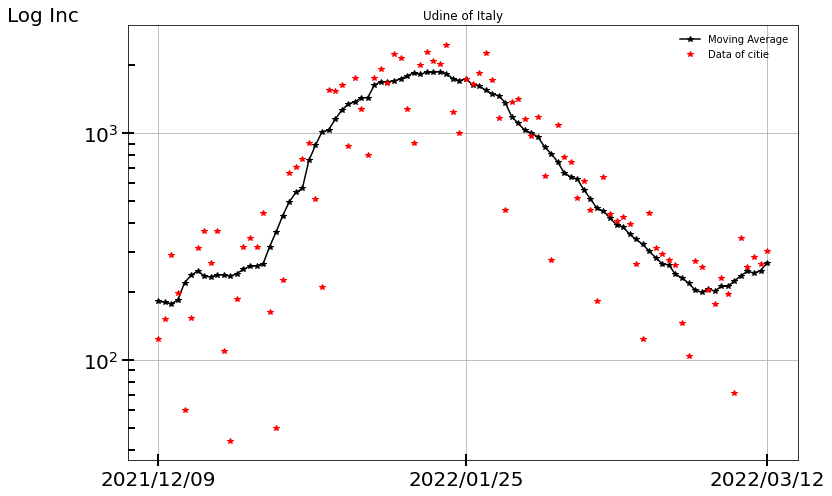 Log Inc
Udine of Italy
Moving Average
Data of citie
10³
10²
2021/12/09
2022/01/25
2022/03/12